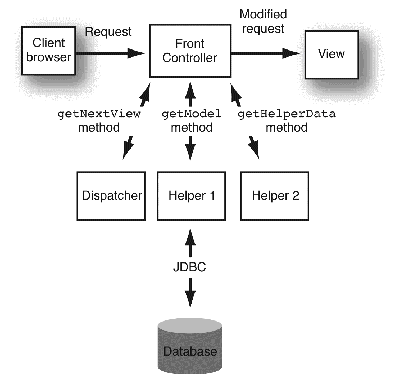 Client
browser
Request
Front
Controller
Modified
request
View
getNextView
method
getModel
method
getHelperData
method
Dispatcher
Helper 1
Helper 2
JDBC
Database